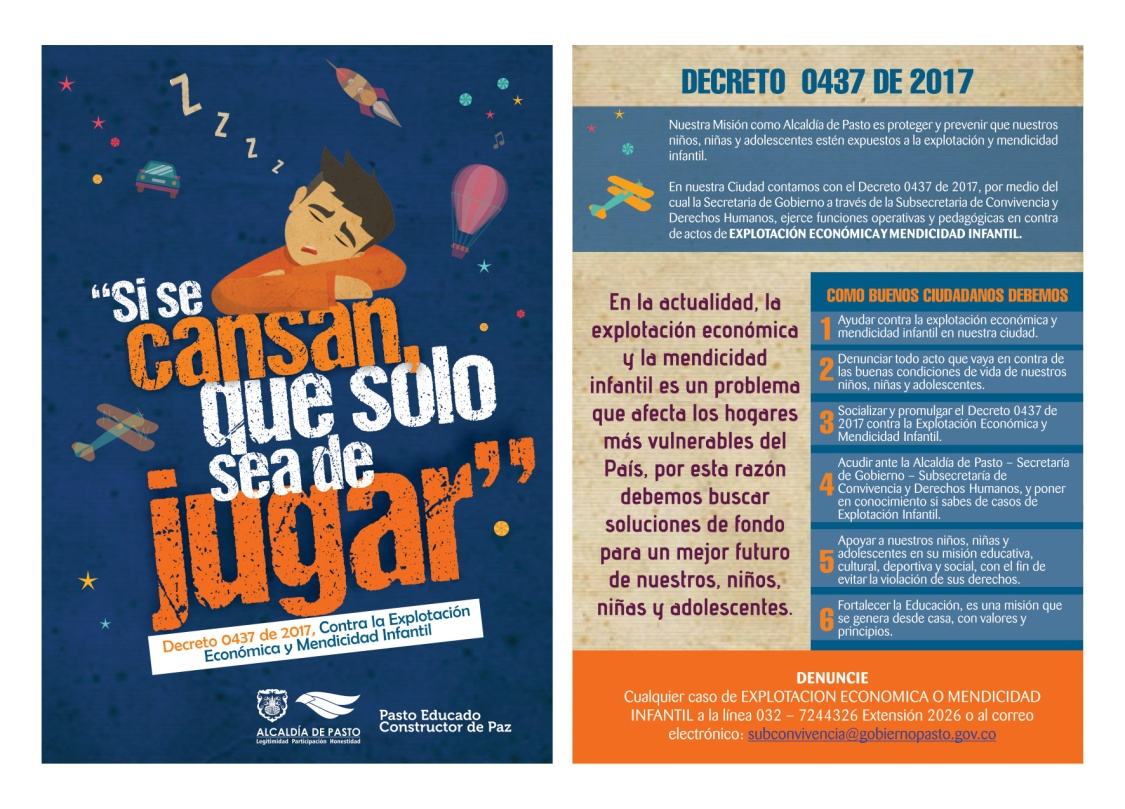 Z
Z
Z
Z
“Si se
cansan,
que sólo
sea de
jugar”
Decreto 0437 de 2017, Contra la Explotación
Económica y Mendicidad Infantil
ALCALDÍA DE PASTO
Legitimidad Participación Honestidad
Pasto Educado
Constructor de Paz
DECRETO 0437 DE 2017
Nuestra Misión como Alcaldía de Pasto es proteger y prevenir que nuestros
niños, niñas y adolescentes estén expuestos a la explotación y mendicidad
infantil.
En nuestra Ciudad contamos con el Decreto 0437 de 2017, por medio del
cual la Secretaria de Gobierno a través de la Subsecretaria de Convivencia y
Derechos Humanos, ejerce funciones operativas y pedagógicas en contra
de actos de EXPLOTACIÓN ECONÓMICA Y MENDICIDAD INFANTIL.
En la actualidad, la
explotación económica
y la mendicidad
infantil es un problema
que afecta los hogares
más vulnerables del
País, por esta razón
debemos buscar
soluciones de fondo
para un mejor futuro
de nuestros, niños,
niñas y adolescentes.
COMO BUENOS CIUDADANOS DEBEMOS
1 Ayudar contra la explotación económica y
mendicidad infantil en nuestra ciudad.
2 Denunciar todo acto que vaya en contra de
las buenas condiciones de vida de nuestros
niños, niñas y adolescentes.
3 Socializar y promulgar el Decreto 0437 de
2017 contra la Explotación Económica y
Mendicidad Infantil.
4 Acudir ante la Alcaldía de Pasto – Secretaría
de Gobierno – Subsecretaría de
Convivencia y Derechos Humanos, y poner
en conocimiento si sabes de casos de
Explotación Infantil.
5 Apoyar a nuestros niños, niñas y
adolescentes en su misión educativa,
cultural, deportiva y social, con el fin de
evitar la violación de sus derechos.
6 Fortalecer la Educación, es una misión que
se genera desde casa, con valores y
principios.
DENUNCIE
Cualquier caso de EXPLOTACION ECONOMICA O MENDICIDAD
INFANTIL a la línea 032 – 7244326 Extensión 2026 o al correo
electrónico: subconvivencia@gobiernopasto.gov.co